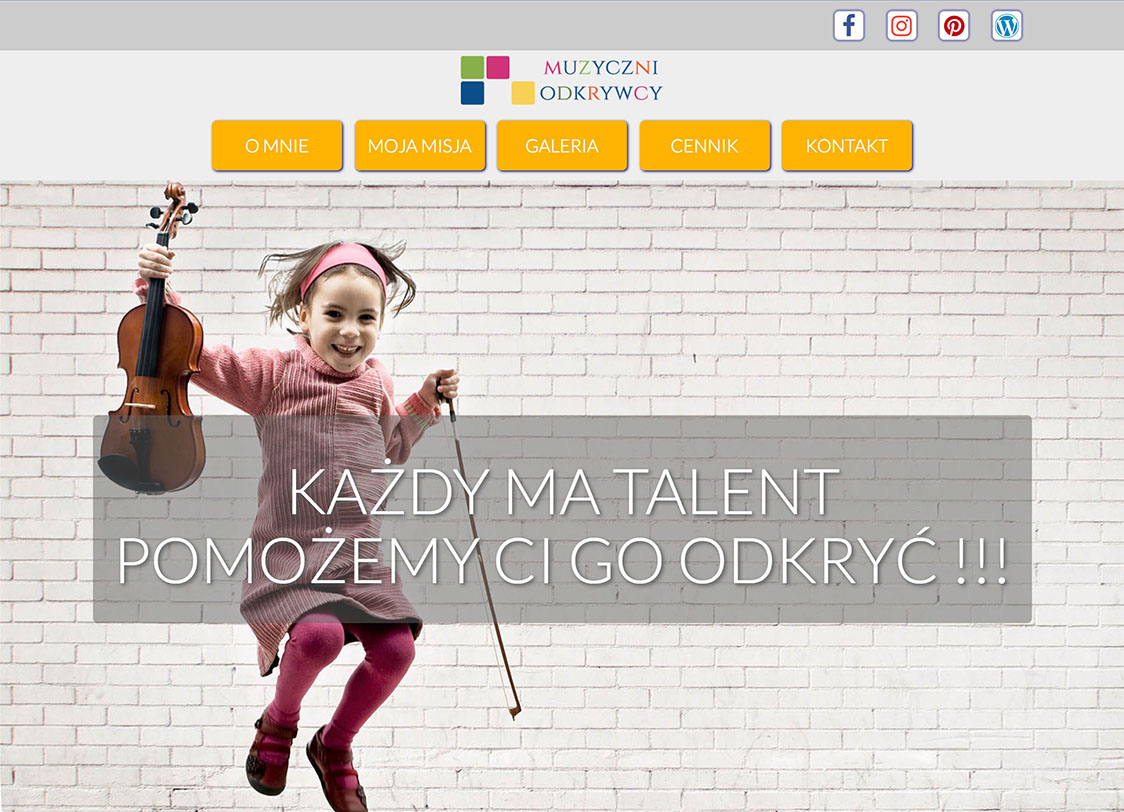 MUZYCZNI
ODKRYWCY
O MNIE
MOJA MISJA
GALERIA
CENNIK
KONTAKT
KAŻDY MA TALENT
POMOŻEMY CI GO ODKRYĆ !!!